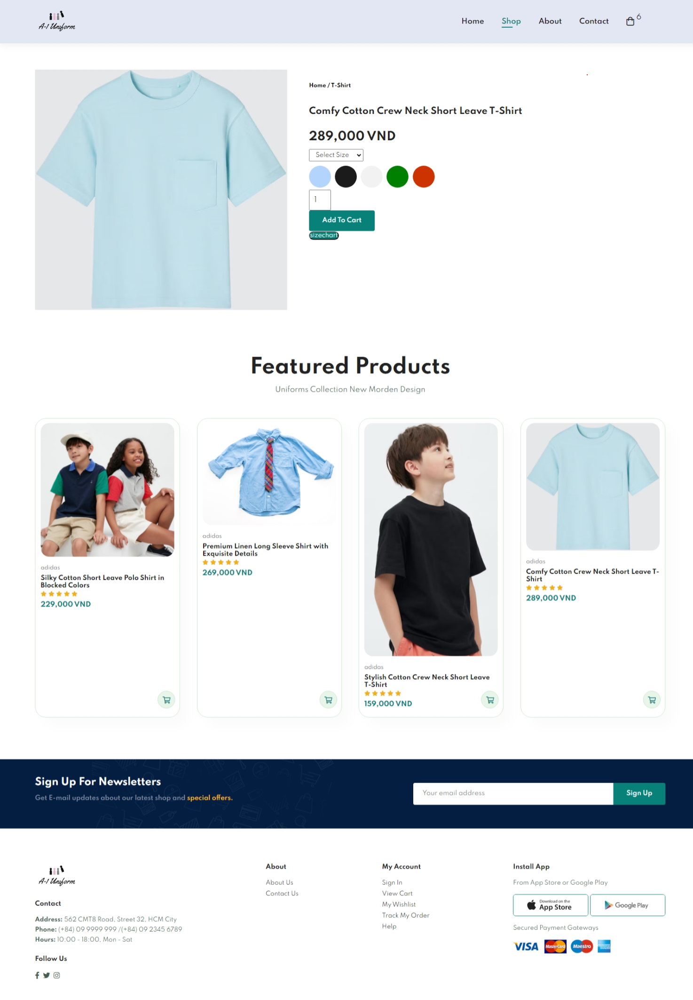 A-1 Uniform
Home Shop About Contact 6
Home / T-Shirt
Comfy Cotton Crew Neck Short Leave T-Shirt
289,000 VND
Select Size
1
Add To Cart
sizechart
Featured Products
Uniforms Collection New Morden Design
adidas
Silky Cotton Short Leave Polo Shirt in
Blocked Colors
229,000 VND
adidas
Premium Linen Long Sleeve Shirt with
Exquisite Details
269,000 VND
adidas
Stylish Cotton Crew Neck Short Leave
T-Shirt
159,000 VND
adidas
Comfy Cotton Crew Neck Short Leave T-
Shirt
289,000 VND
Sign Up For Newsletters
Get E-mail updates about our latest shop and special offers.
Your email address
Sign Up
A-1 Uniform
Contact
Address: 562 CMT8 Road, Street 32, HCM City
Phone: (+84) 09 9999 999 /(+84) 09 2345 6789
Hours: 10:00 - 18:00, Mon - Sat
Follow Us
About
About Us
Contact Us
My Account
Sign In
View Cart
My Wishlist
Track My Order
Help
Install App
From App Store or Google Play
Download on the
App Store
Google Play
Secured Payment Gateways
VISA MasterCard Maestro